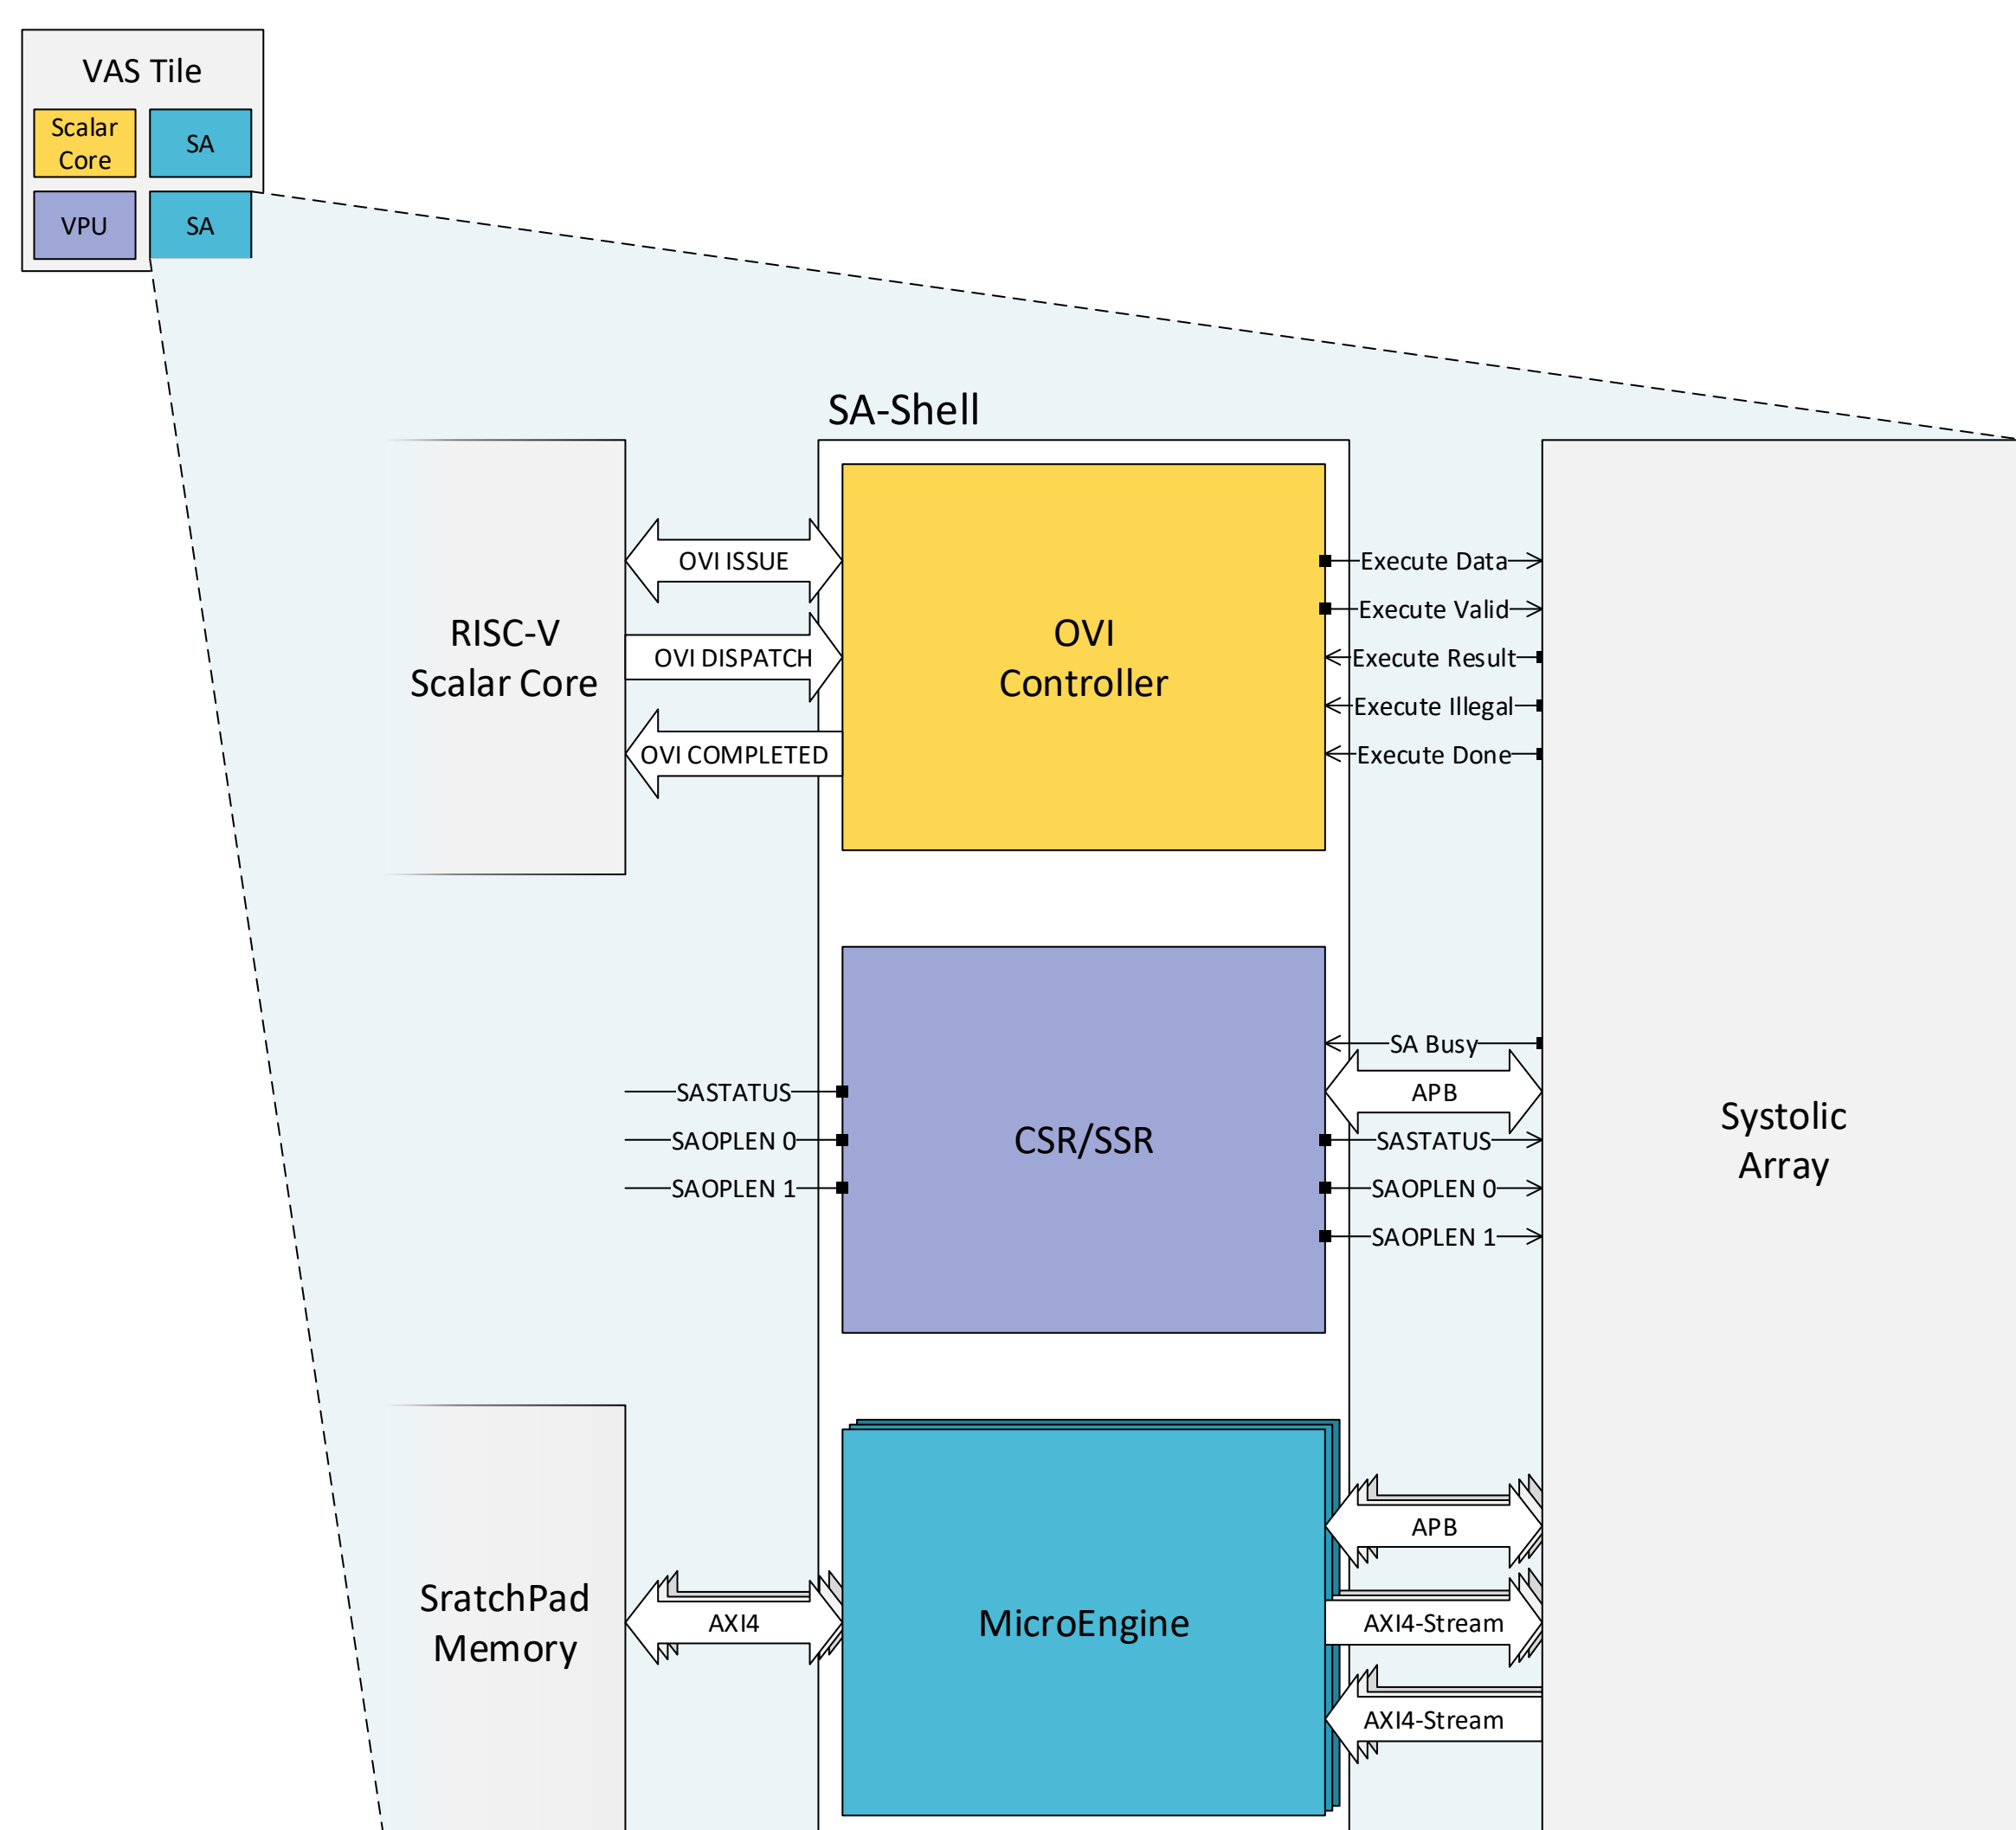 VAS Tile
Scalar
Core
SA
VPU
SA
SA-Shell
RISC-V
Scalar Core
OVI ISSUE
OVI DISPATCH
OVI COMPLETED
OVI
Controller
Execute Data
Execute Valid
Execute Result
Execute Illegal
Execute Done
SASTATUS
SAOPLEN 0
SAOPLEN 1
CSR/SSR
SA Busy
APB
SASTATUS
SAOPLEN 0
SAOPLEN 1
Systolic
Array
SratchPad
Memory
AXI4
MicroEngine
APB
AXI4-Stream
AXI4-Stream